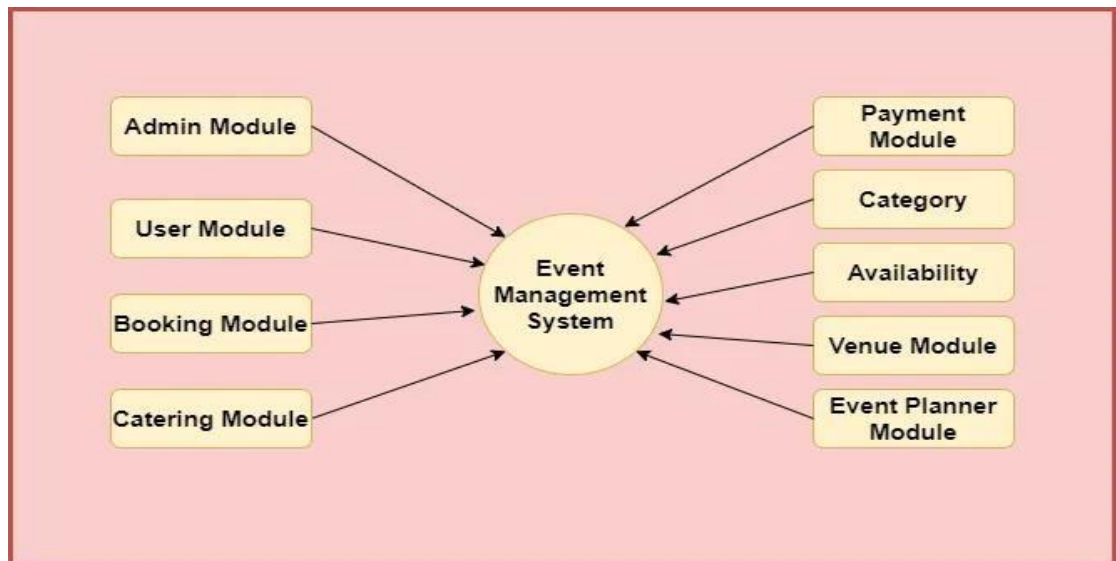 Admin Module
User Module
Booking Module
Catering Module
Event
Management
System
Payment
Module
Category
Availability
Venue Module
Event Planner
Module